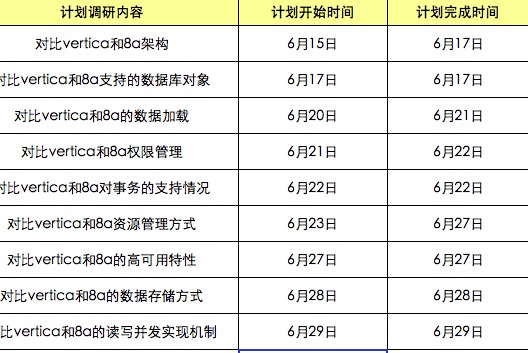 计划调研内容 计划开始时间 计划完成时间
对比vertica和8a架构 6月15日 6月17日
对比vertica和8a支持的数据库对象 6月17日 6月17日
对比vertica和8a的数据加载 6月20日 6月21日
对比vertica和8a权限管理 6月21日 6月22日
对比vertica和8a对事务的支持情况 6月22日 6月22日
对比vertica和8a资源管理方式 6月23日 6月27日
对比vertica和8a的高可用特性 6月27日 6月27日
对比vertica和8a的数据存储方式 6月28日 6月28日
比vertica和8a的读写并发实现机制 6月29日 6月29日